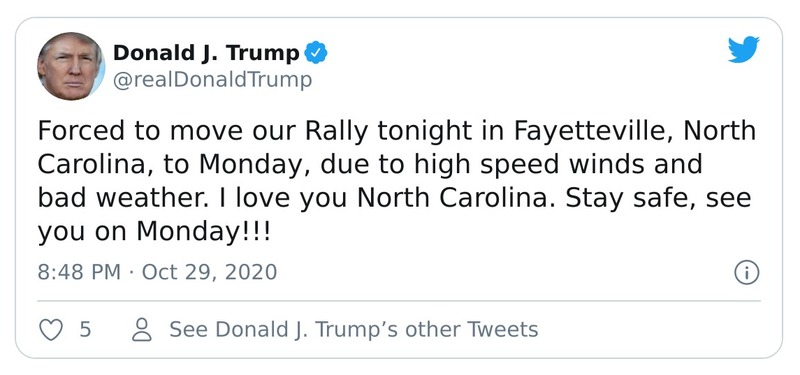 Donald J. Trump
@realDonaldTrump
Forced to move our Rally tonight in Fayetteville, North
Carolina, to Monday, due to high speed winds and
bad weather. I love you North Carolina. Stay safe, see
you on Monday!!!
8:48 PM · Oct 29, 2020
5 See Donald J. Trump’s other Tweets